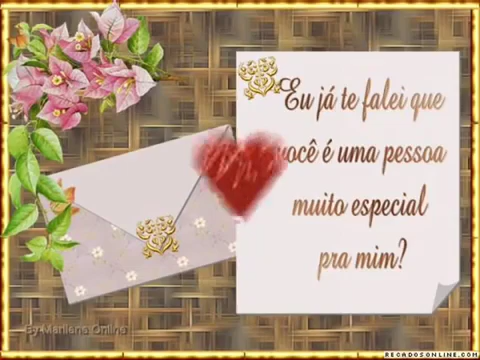 Eu já te falei que
você é uma pessoa
muito especial
pra mim?
By Marilene Online
RECADOSONLINE.COM